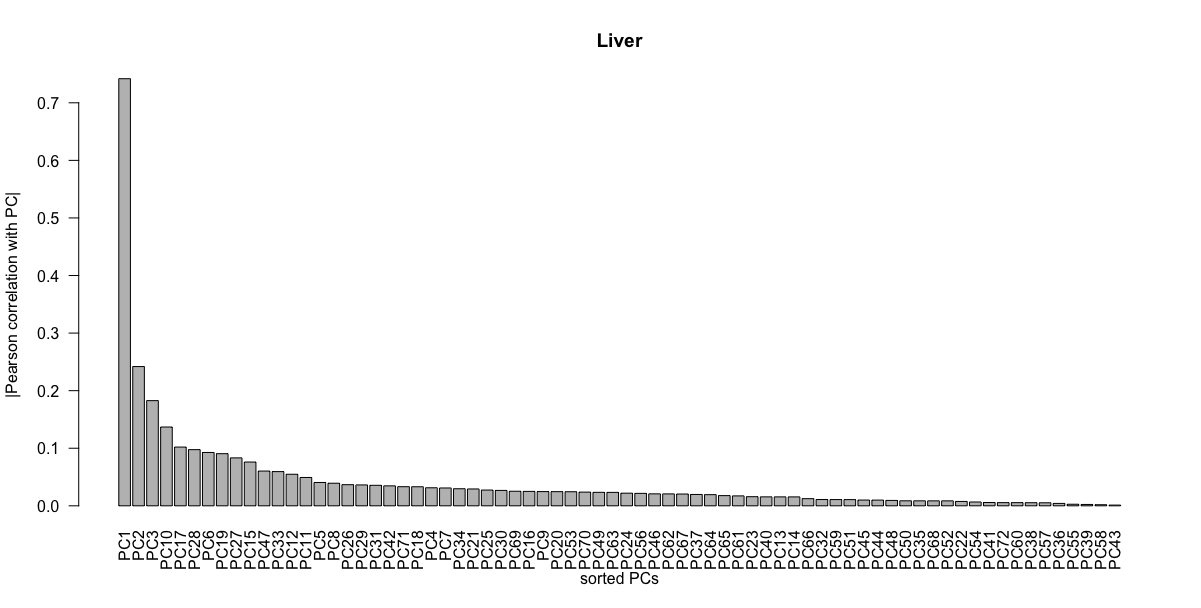 Liver
|Pearson correlation with PC|
0.7
0.6
0.5
0.4
0.3
0.2
0.1
0.0
PC1
PC2
PC3
PC10
PC17
PC28
PC6
PC19
PC27
PC15
PC47
PC33
PC12
PC11
PC5
PC8
PC26
PC29
PC31
PC42
PC71
PC18
PC4
PC7
PC34
PC21
PC25
PC30
PC69
PC16
PC9
PC20
PC53
PC70
PC49
PC63
PC24
PC56
PC46
PC62
PC67
PC37
PC64
PC65
PC61
PC23
PC40
PC13
PC14
PC66
PC32
PC59
PC51
PC45
PC44
PC48
PC50
PC35
PC68
PC52
PC22
PC54
PC41
PC72
PC60
PC38
PC57
PC36
PC55
PC39
PC58
PC43
sorted PCs